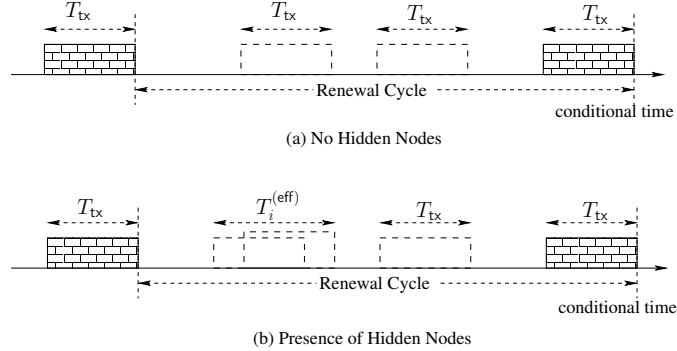 T_tx T_tx T_tx T_tx
Renewal Cycle
conditional time
(a) No Hidden Nodes
T_tx T_i^(eff) T_tx T_tx
Renewal Cycle
conditional time
(b) Presence of Hidden Nodes